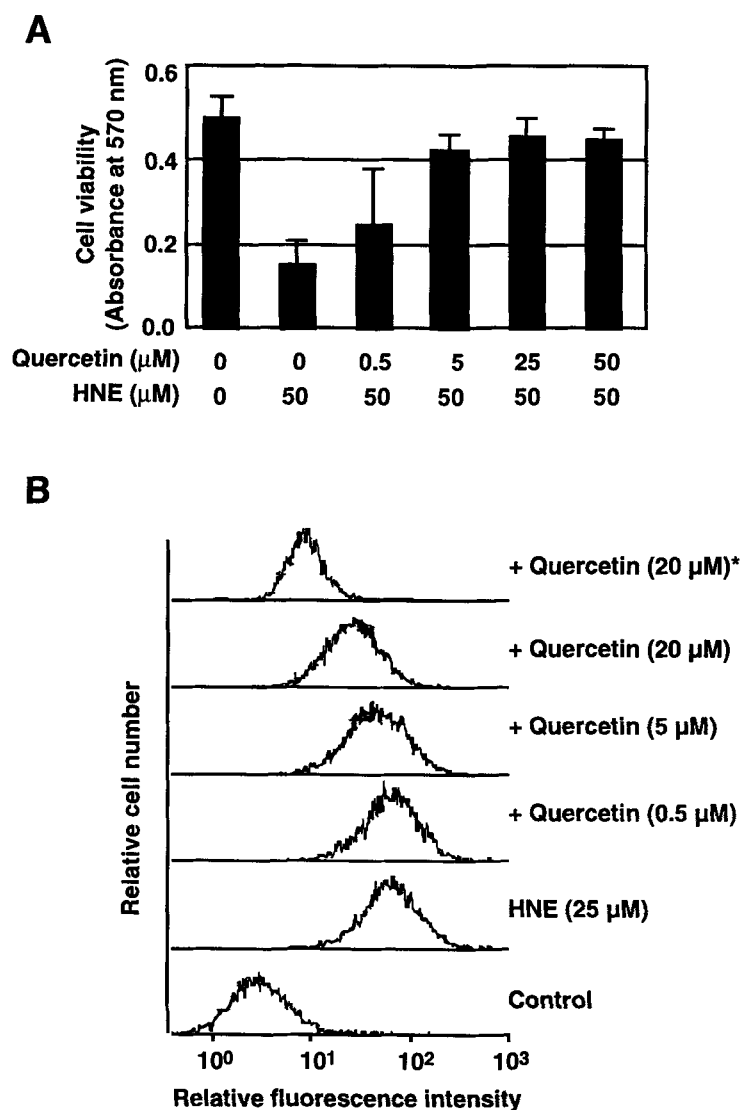 A
Cell viability
(Absorbance at 570 nm)
0.6
0.4
0.2
0.0
Quercetin (µM) 0 0 0.5 5 25 50
HNE (µM) 0 50 50 50 50 50
B
Relative cell number
+ Quercetin (20 µM)*
+ Quercetin (20 µM)
+ Quercetin (5 µM)
+ Quercetin (0.5 µM)
HNE (25 µM)
Control
10⁰ 10¹ 10² 10³
Relative fluorescence intensity